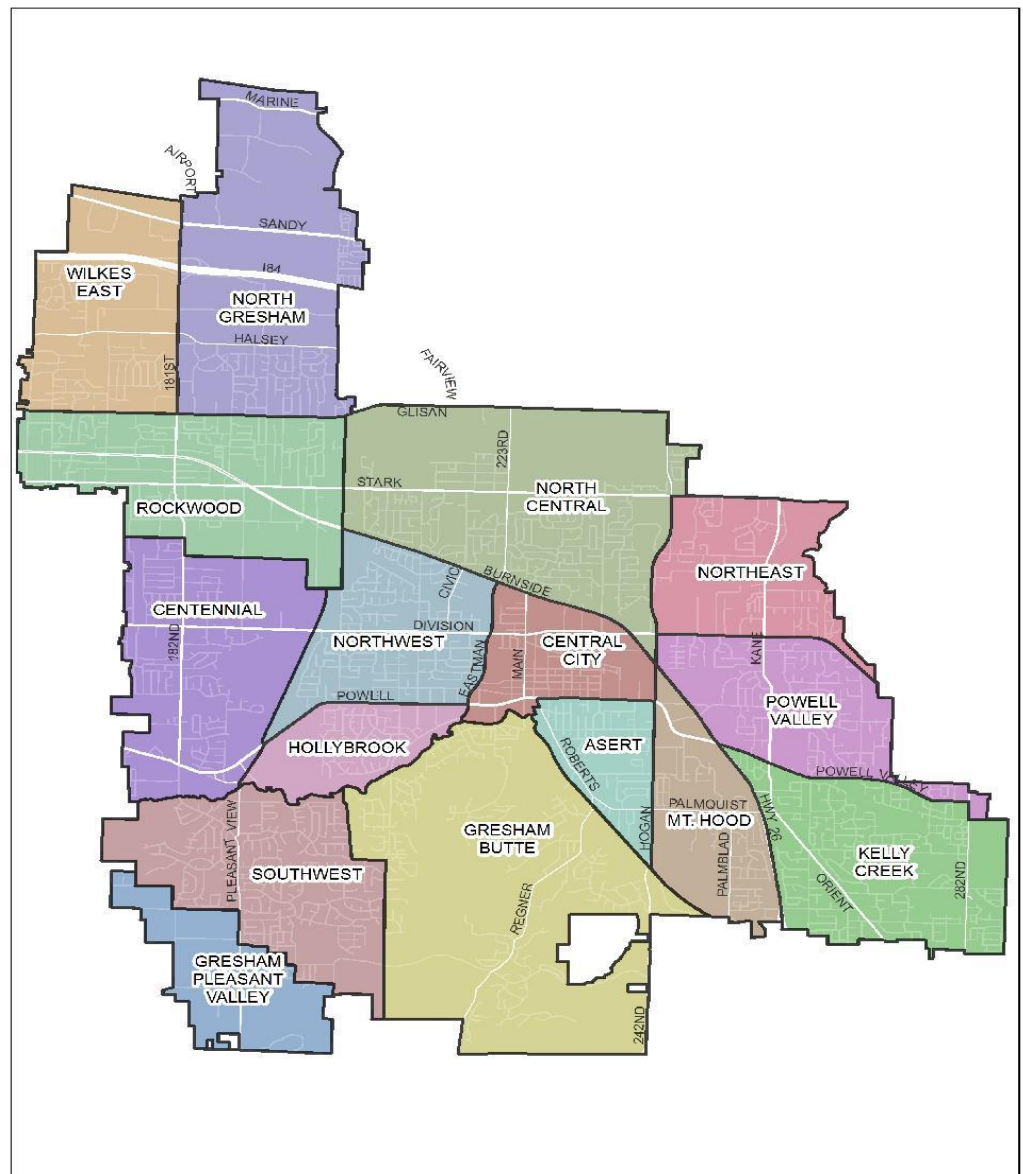 MARINE
AIRPORT
SANDY
WILKES
EAST
I84
NORTH
GRESHAM
HALSEY
181ST
FAIRVIEW
GLISAN
223RD
STARK
NORTH
CENTRAL
ROCKWOOD
BURNSIDE
CIVIC
NORTHEAST
CENTENNIAL
182ND
NORTHWEST
DIVISION
EASTMAN
MAIN
CENTRAL
CITY
KANE
POWELL
POWELL
VALLEY
HOLLYBROOK
ROBERTS
ASERT
POWELL VALLEY
PALMQUIST
MT. HOOD
HWY 26
HOGAN
PLEASANT VIEW
GRESHAM
BUTTE
SOUTHWEST
PALMBLAD
KELLY
CREEK
ORIENT
282ND
REGNER
GRESHAM
PLEASANT
VALLEY
242ND